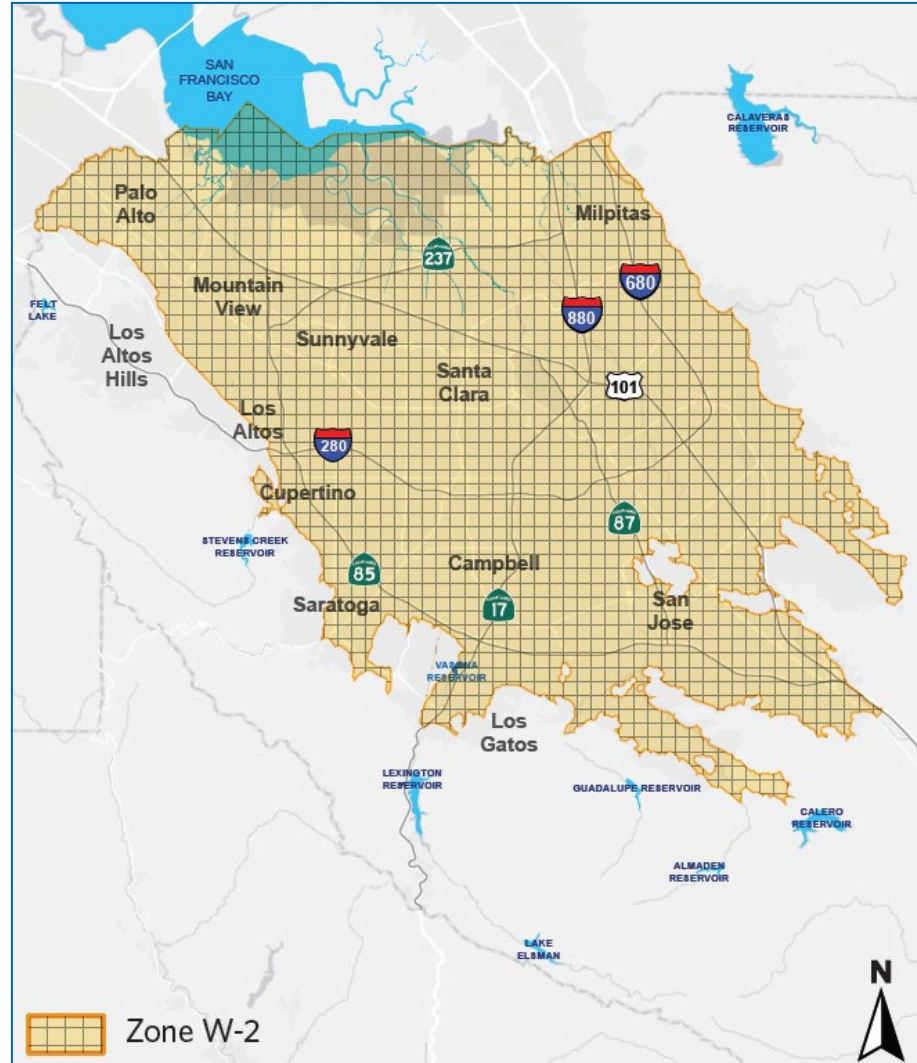 SAN
FRANCISCO
BAY
CALAVERAS
RESERVOIR
Palo
Alto
Milpitas
237
680
Mountain
View
FELT
LAKE
880
Los
Altos
Hills
Sunnyvale
Santa
Clara
101
Los
Altos
280
Cupertino
87
STEVENS CREEK
RESERVOIR
85
Campbell
Saratoga
17
San
Jose
VASONA
RESERVOIR
Los
Gatos
LEXINGTON
RESERVOIR
GUADALUPE RESERVOIR
CALERO
RESERVOIR
ALMADEN
RESERVOIR
LAKE
ELSMAN
N
Zone W-2